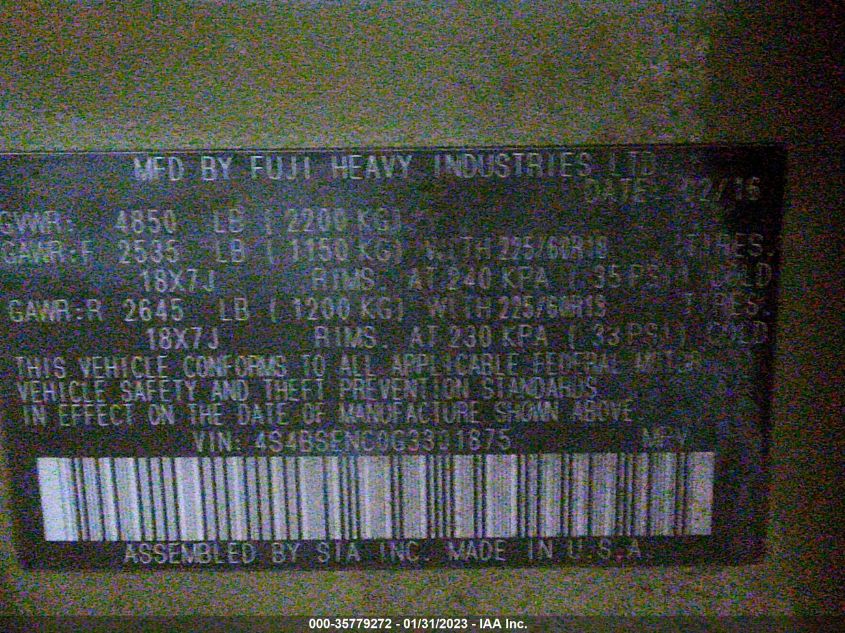 MFD BY FUJI HEAVY INDUSTRIES LTD.
DATE: 02/16
GVWR: 4850 LB ( 2200 KG)
GAWR:F 2535 LB ( 1150 KG) WITH 225/60R18 TIRES.
18X7J RIMS. AT 240 KPA ( 35 PSI) COLD
GAWR:R 2645 LB ( 1200 KG) WITH 225/60R18 TIRES.
18X7J RIMS. AT 230 KPA ( 33 PSI) COLD
THIS VEHICLE CONFORMS TO ALL APPLICABLE FEDERAL MOTOR
VEHICLE SAFETY AND THEFT PREVENTION STANDARDS
IN EFFECT ON THE DATE OF MANUFACTURE SHOWN ABOVE
VIN: 4S4BSENC0G3301875 MPV
ASSEMBLED BY SIA INC. MADE IN U.S.A.
000-35779272 - 01/31/2023 - IAA Inc.